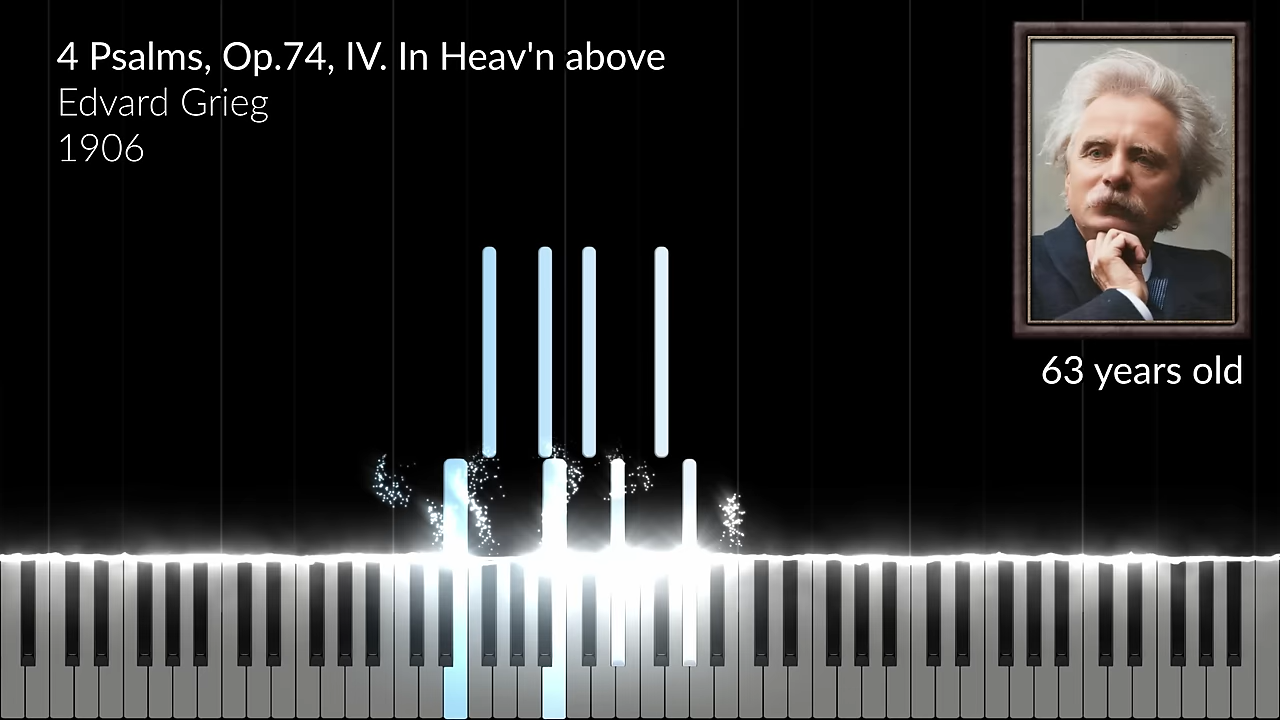 4 Psalms, Op.74, IV. In Heav'n above
Edvard Grieg
1906
63 years old